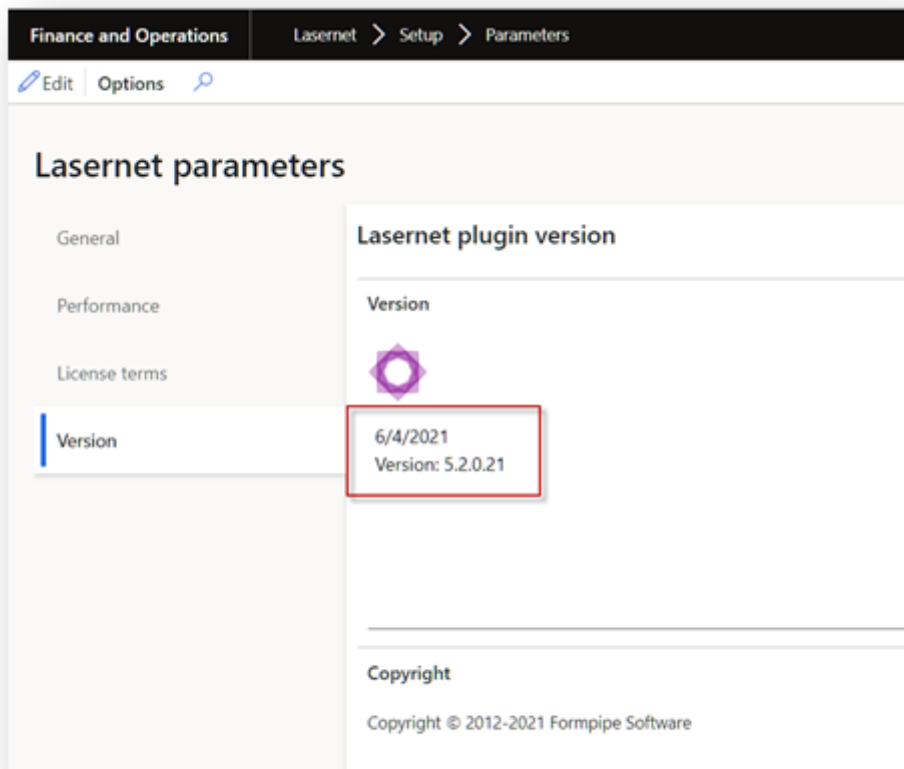 Finance and Operations Lasernet > Setup > Parameters
Edit Options
Lasernet parameters
General
Performance
License terms
Version
Lasernet plugin version
Version
6/4/2021
Version: 5.2.0.21
Copyright
Copyright © 2012-2021 Formpipe Software